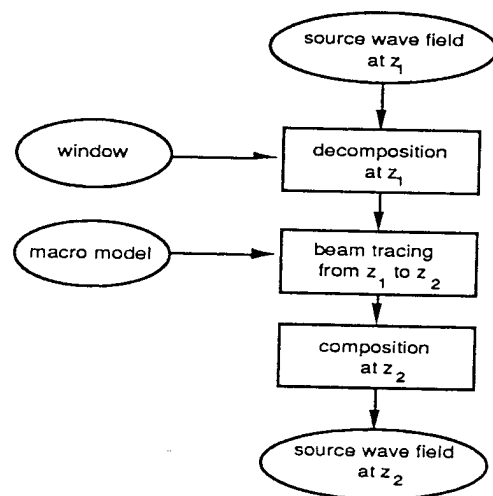 source wave field
at z₁
window
decomposition
at z₁
macro model
beam tracing
from z₁ to z₂
composition
at z₂
source wave field
at z₂